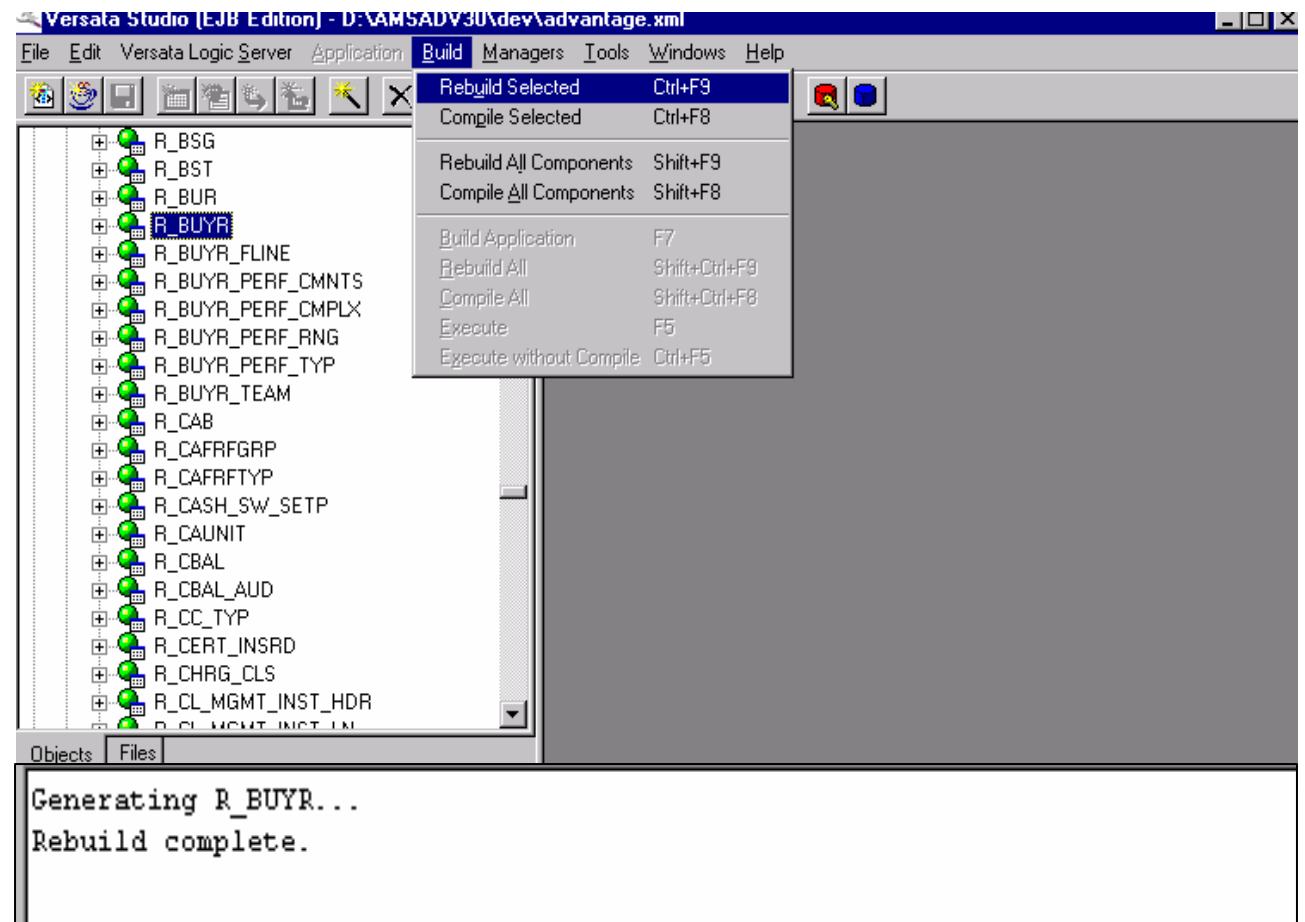 Versata Studio (EJB Edition) - D:\AMSADV30\dev\advantage.xml
File Edit Versata Logic Server Application Build Managers Tools Windows Help
Rebuild Selected Ctrl+F9
Compile Selected Ctrl+F8
Rebuild All Components Shift+F9
Compile All Components Shift+F8
Build Application F7
Rebuild All Shift+Ctrl+F9
Compile All Shift+Ctrl+F8
Execute F5
Execute without Compile Ctrl+F5
R_BSG
R_BST
R_BUR
R_BUYR
R_BUYR_FLINE
R_BUYR_PERF_CMNTS
R_BUYR_PERF_CMPLX
R_BUYR_PERF_RNG
R_BUYR_PERF_TYP
R_BUYR_TEAM
R_CAB
R_CAFRFGRP
R_CAFRFTYP
R_CASH_SW_SETP
R_CAUNIT
R_CBAL
R_CBAL_AUD
R_CC_TYP
R_CERT_INSRD
R_CHRG_CLS
R_CL_MGMT_INST_HDR
R_CL_MGMT_INST_LN
Objects Files
Generating R_BUYR...
Rebuild complete.